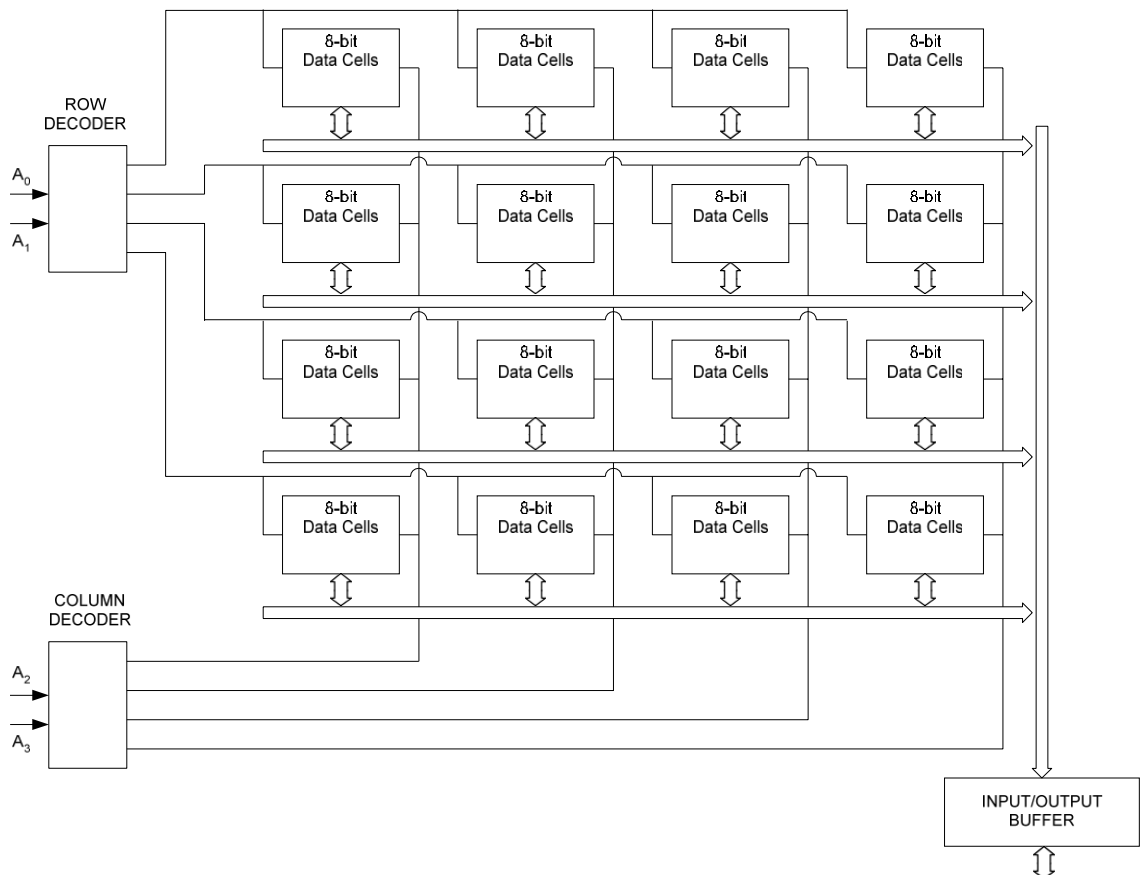 8-bit
Data Cells
8-bit
Data Cells
8-bit
Data Cells
8-bit
Data Cells
ROW
DECODER
A0
A1
8-bit
Data Cells
8-bit
Data Cells
8-bit
Data Cells
8-bit
Data Cells
8-bit
Data Cells
8-bit
Data Cells
8-bit
Data Cells
8-bit
Data Cells
8-bit
Data Cells
8-bit
Data Cells
8-bit
Data Cells
8-bit
Data Cells
COLUMN
DECODER
A2
A3
INPUT/OUTPUT
BUFFER